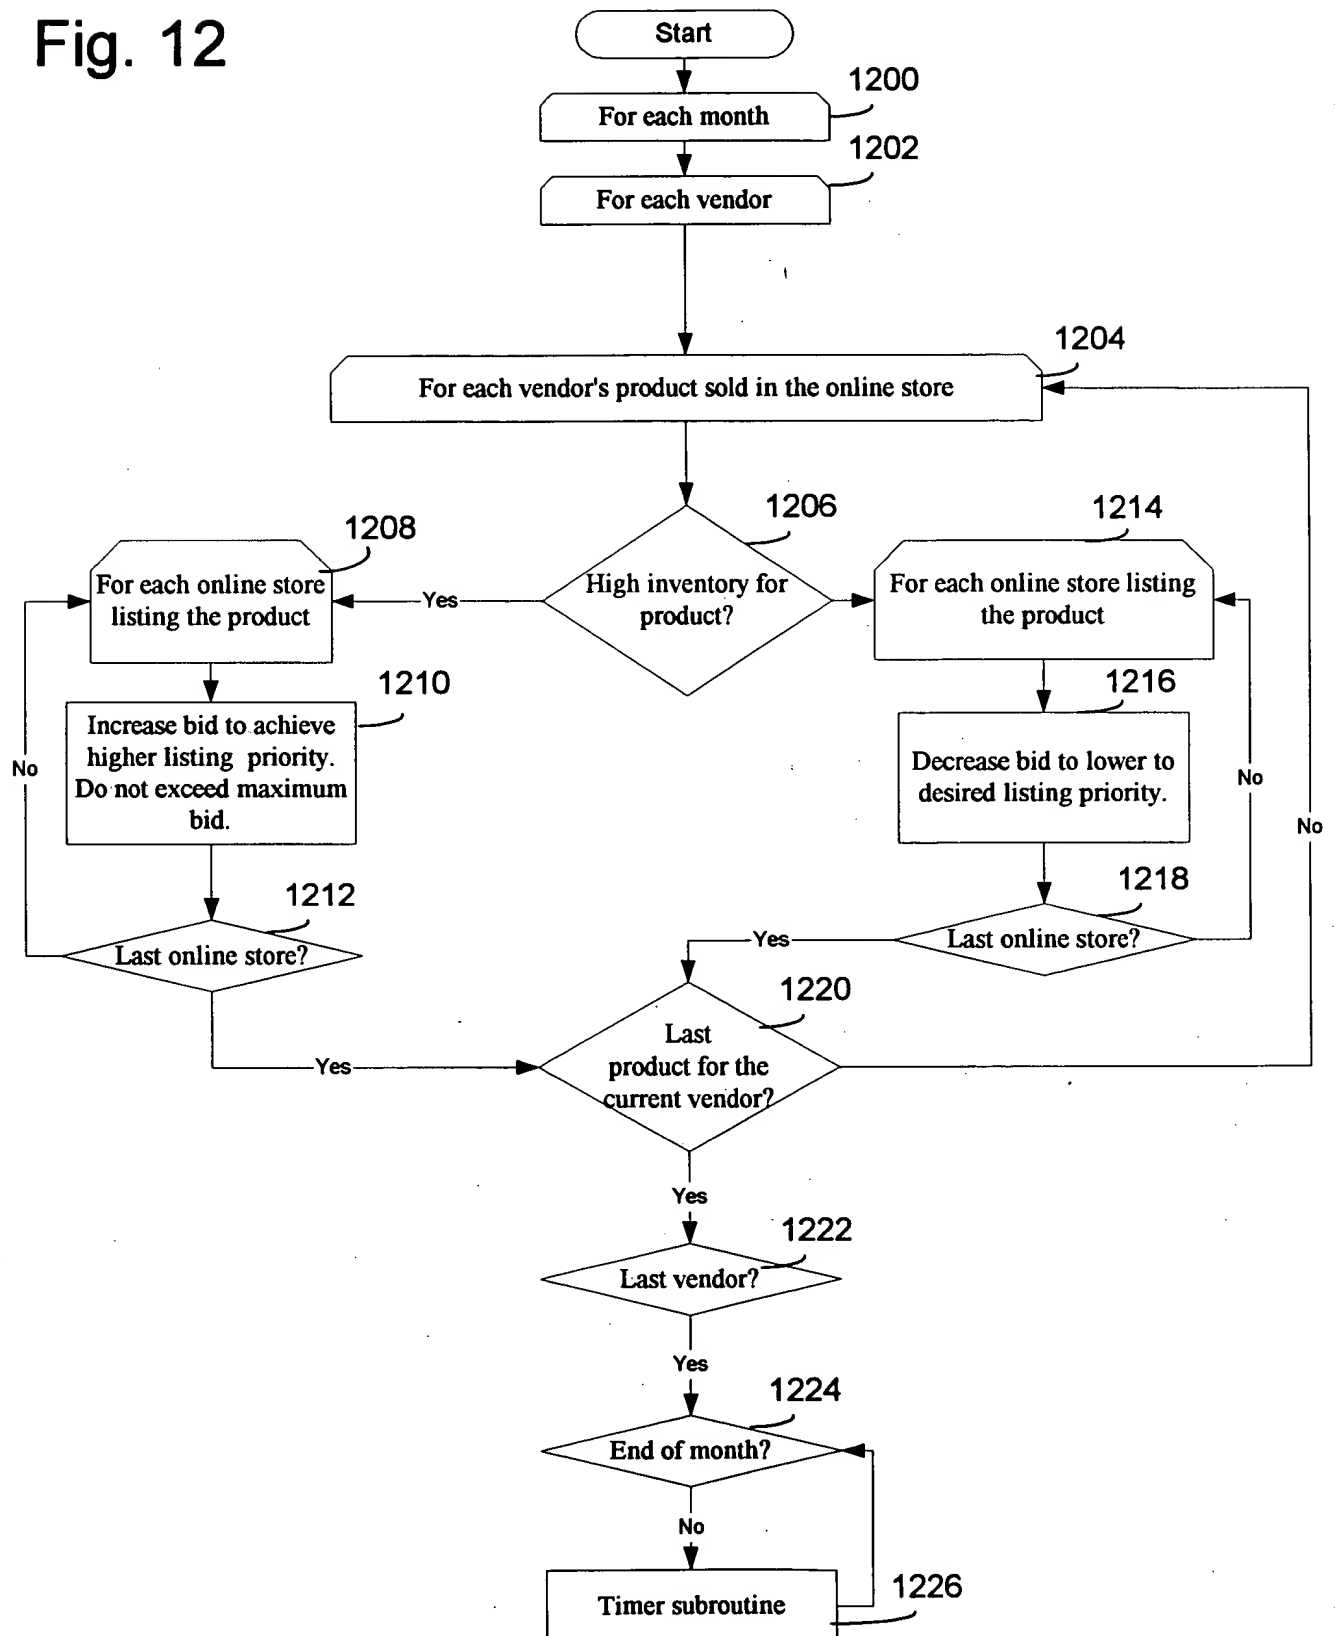 Fig. 12
Start
1200
For each month
1202
For each vendor
1204
For each vendor's product sold in the online store
1206
High inventory for
product?
Yes
1208
For each online store
listing the product
1210
Increase bid to achieve
higher listing priority.
Do not exceed maximum
bid.
No
1212
Last online store?
Yes
1214
For each online store listing
the product
1216
Decrease bid to lower to
desired listing priority.
No
1218
Last online store?
Yes
No
1220
Last
product for the
current vendor?
Yes
1222
Last vendor?
Yes
1224
End of month?
No
1226
Timer subroutine